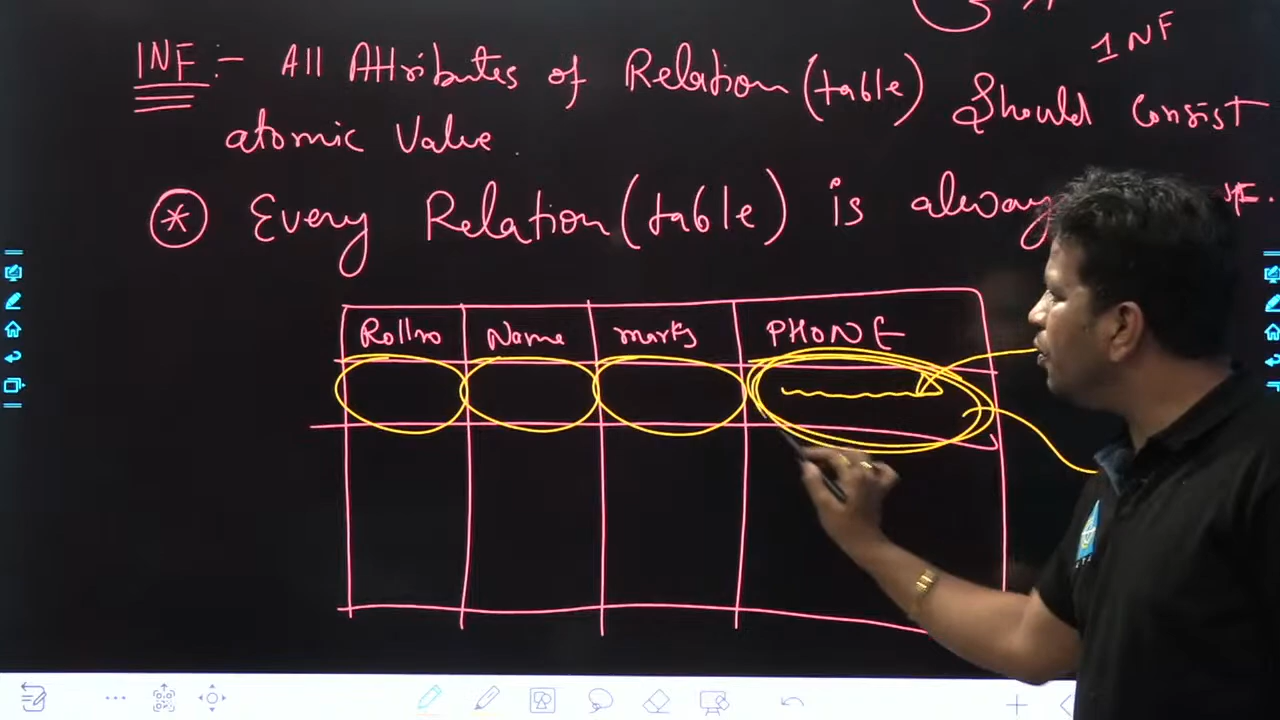 1NF
1NF :- All Attributes of Relation (table) Should Consist
atomic Value.
* Every Relation (table) is always
Rollno Name marks PHONE